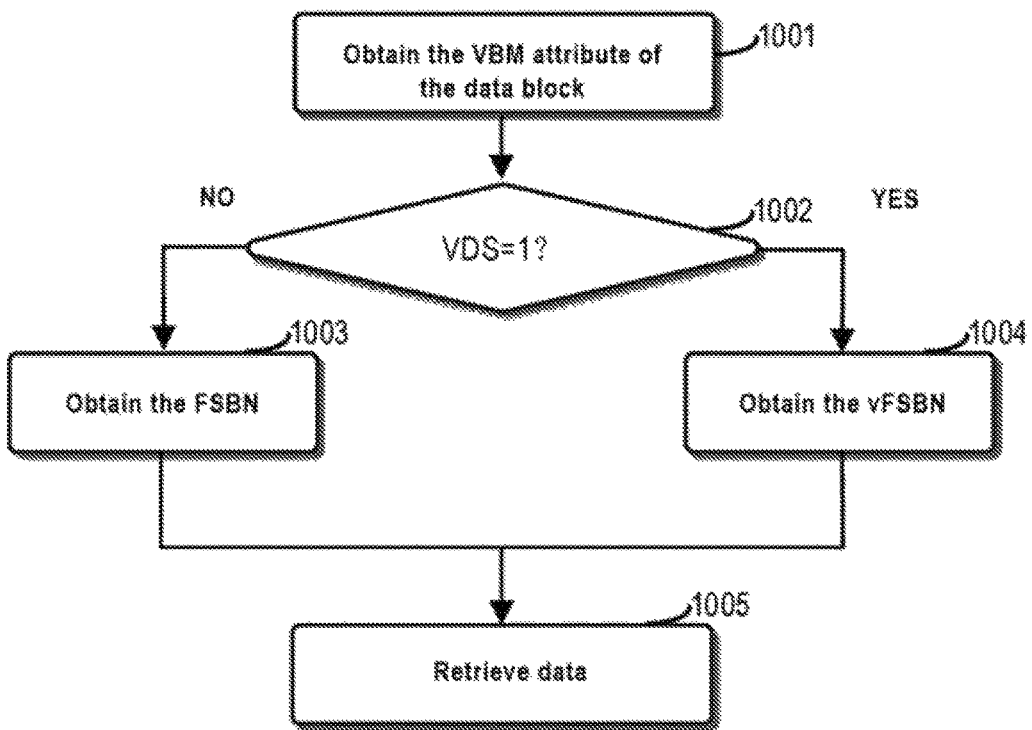 1001
Obtain the VBM attribute of
the data block
NO
1002
YES
VDS=1?
1003
1004
Obtain the FSBN
Obtain the vFSBN
1005
Retrieve data